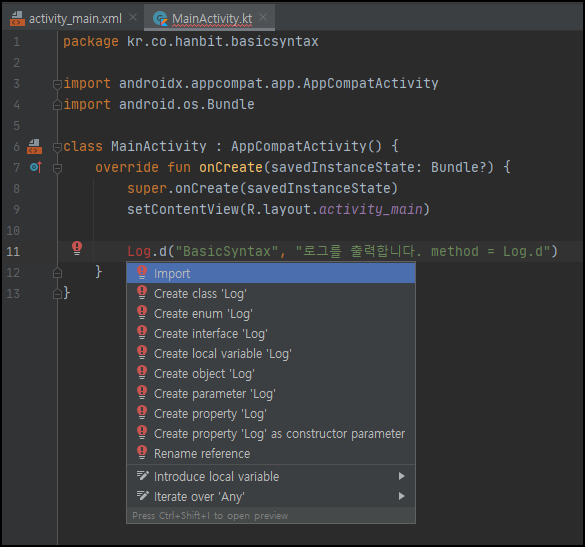 activity_main.xml MainActivity.kt
1 package kr.co.hanbit.basicsyntax
2
3 import androidx.appcompat.app.AppCompatActivity
4 import android.os.Bundle
5
6 class MainActivity : AppCompatActivity() {
7 override fun onCreate(savedInstanceState: Bundle?) {
8 super.onCreate(savedInstanceState)
9 setContentView(R.layout.activity_main)
10
11 Log.d("BasicSyntax", "로그를 출력합니다. method = Log.d")
12 }
13 }
Import
Create class 'Log'
Create enum 'Log'
Create interface 'Log'
Create local variable 'Log'
Create object 'Log'
Create parameter 'Log'
Create property 'Log'
Create property 'Log' as constructor parameter
Rename reference
Introduce local variable
Iterate over 'Any'
Press Ctrl+Shift+I to open preview